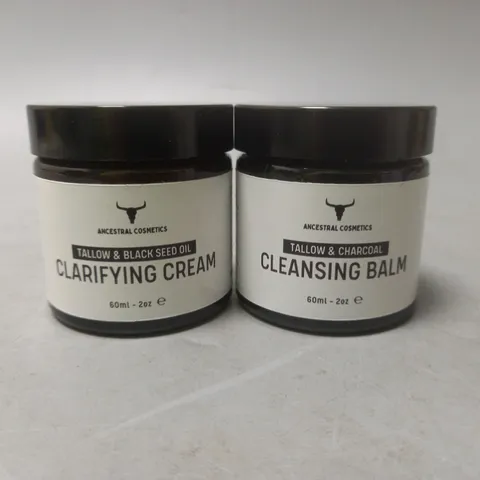 ANCESTRAL COSMETICS
TALLOW & BLACK SEED OIL
CLARIFYING CREAM
60ml - 2oz ℮
ANCESTRAL COSMETICS
TALLOW & CHARCOAL
CLEANSING BALM
60ml - 2oz ℮